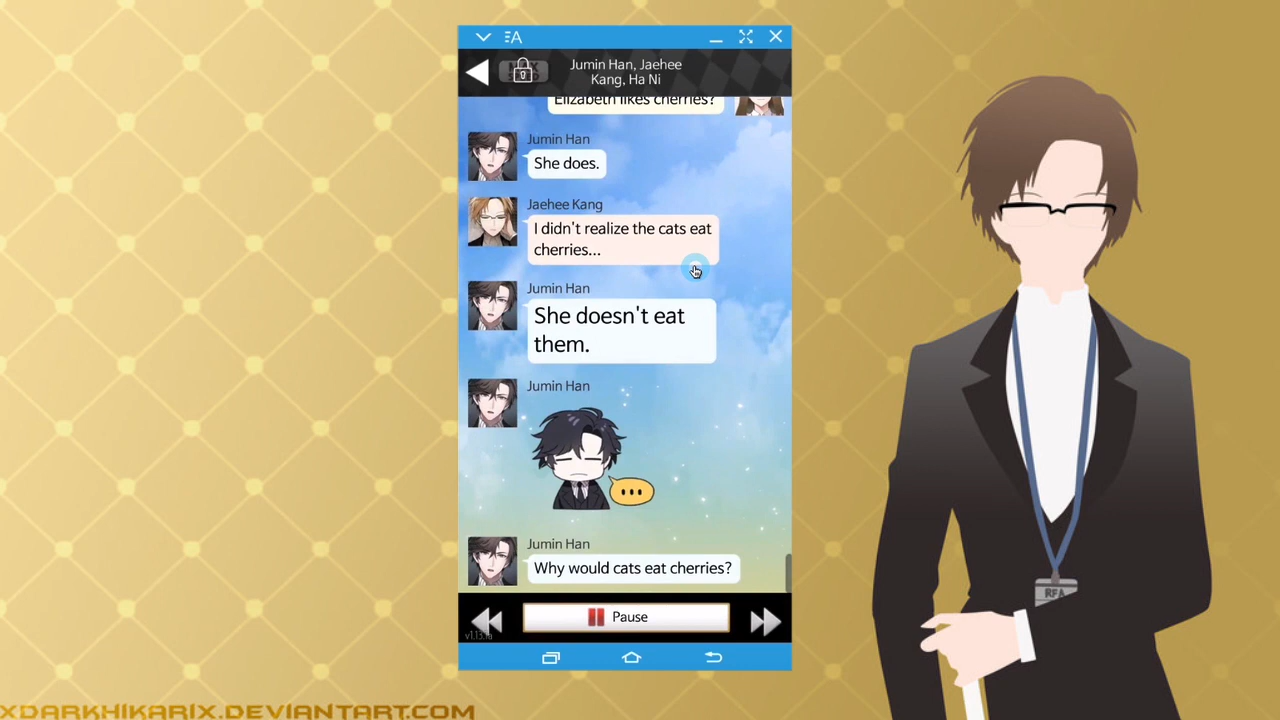 ΞA
Jumin Han, Jaehee
Kang, Ha Ni
Elizabeth likes cherries?
Jumin Han
She does.
Jaehee Kang
I didn't realize the cats eat
cherries...
Jumin Han
She doesn't eat
them.
Jumin Han
Jumin Han
Why would cats eat cherries?
Pause
RFA
XDARKHIKARIX.DEVIANTART.COM